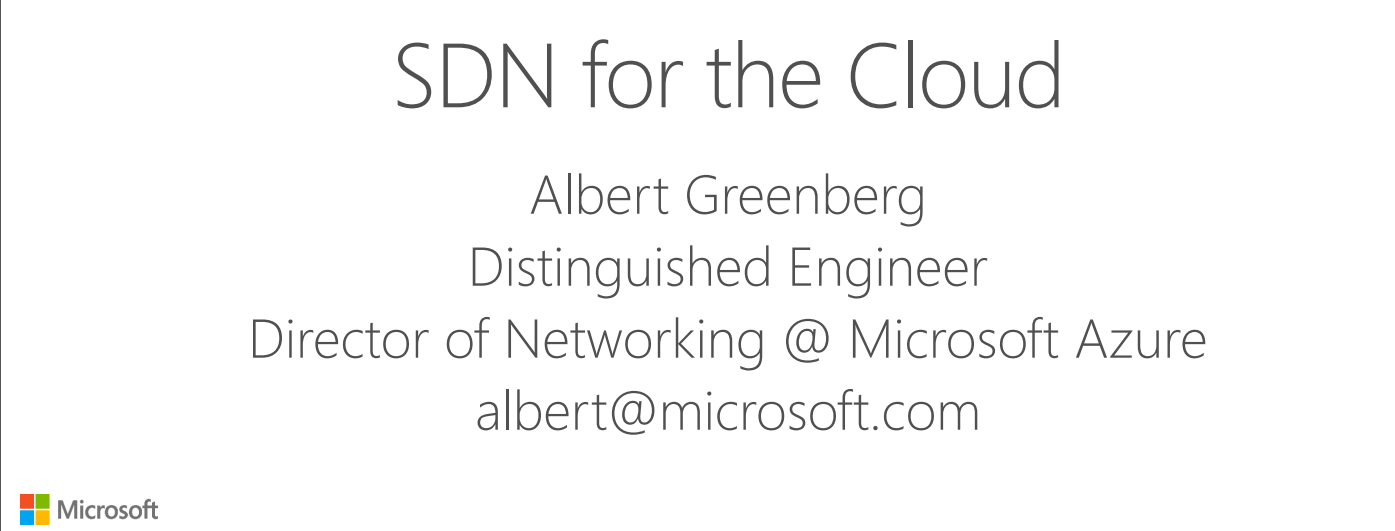 SDN for the Cloud
Albert Greenberg
Distinguished Engineer
Director of Networking @ Microsoft Azure
albert@microsoft.com
Microsoft